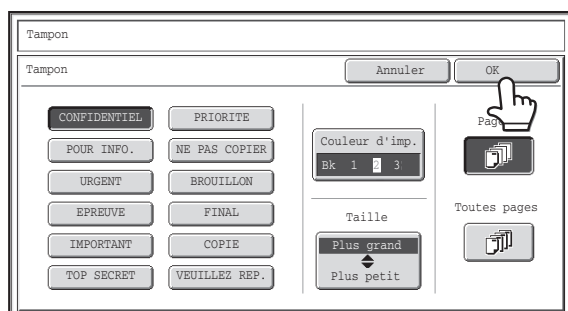 Tampon
Tampon
Annuler
OK
CONFIDENTIEL
PRIORITE
POUR INFO.
NE PAS COPIER
URGENT
BROUILLON
EPREUVE
FINAL
IMPORTANT
COPIE
TOP SECRET
VEUILLEZ REP.
Couleur d'imp.
Bk 1 2 3
Taille
Plus grand
Plus petit
Toutes pages